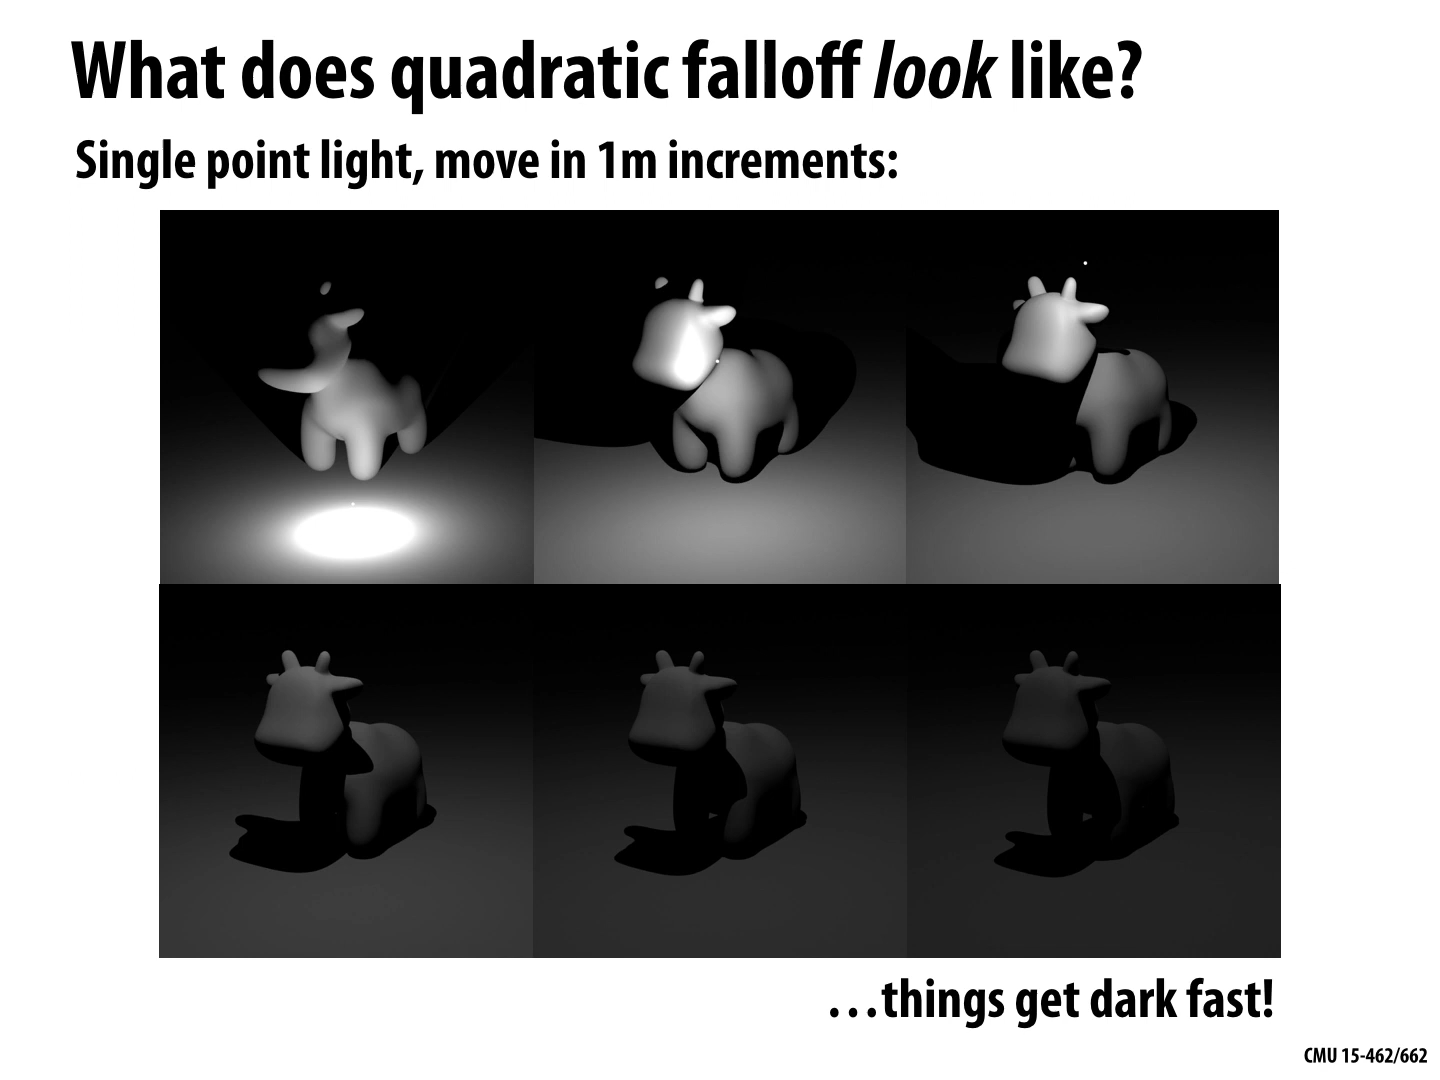 What does quadratic falloff look like?
Single point light, move in 1m increments:
…things get dark fast!
CMU 15-462/662